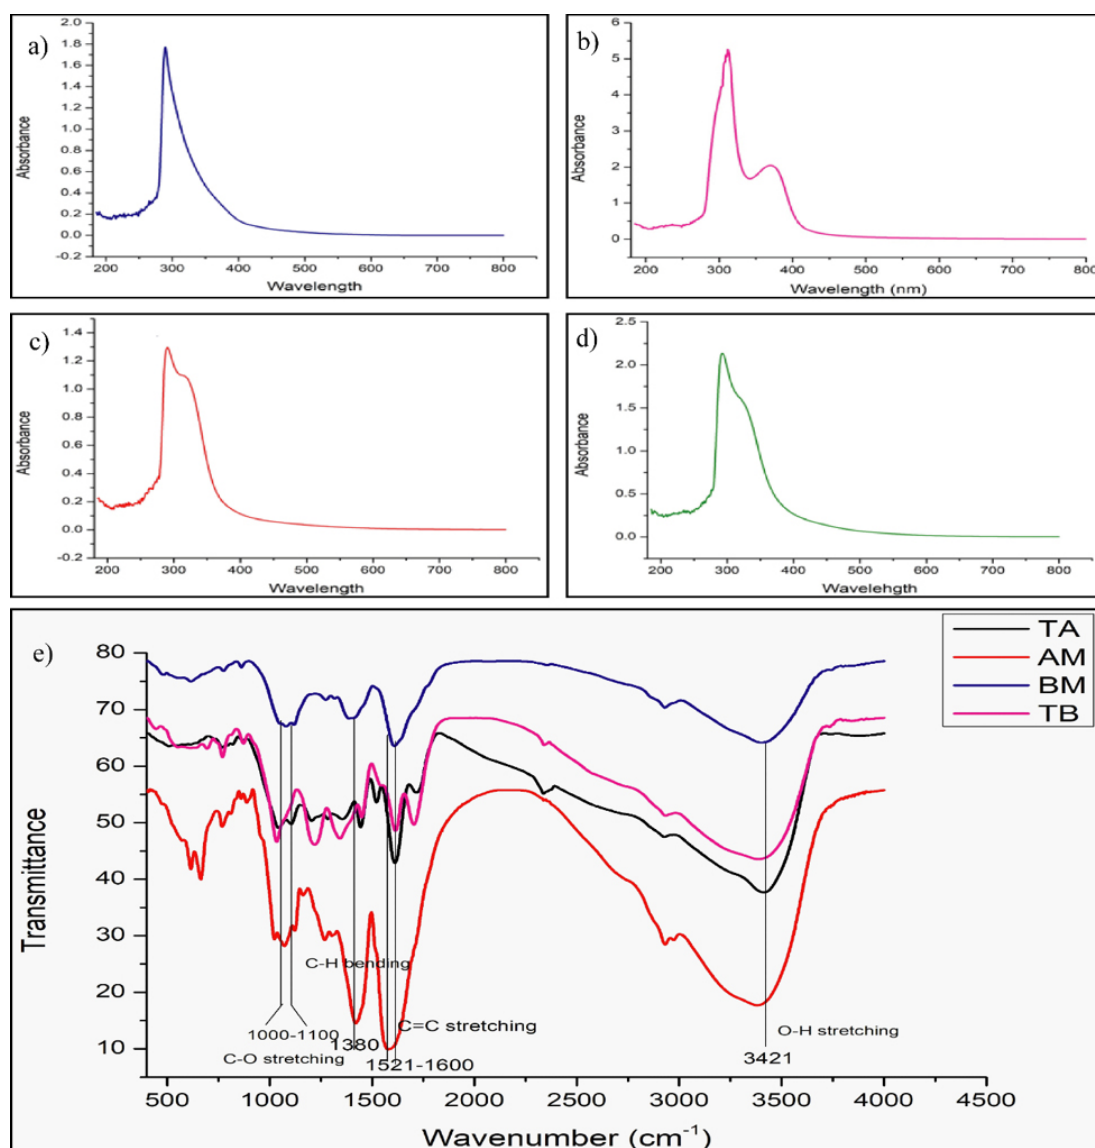 a)
Absorbance
2.0
1.8
1.6
1.4
1.2
1.0
0.8
0.6
0.4
0.2
0.0
-0.2
200 300 400 500 600 700 800
Wavelength
b)
Absorbance
6
5
4
3
2
1
0
200 300 400 500 600 700 800
Wavelength (nm)
c)
Absorbance
1.4
1.2
1.0
0.8
0.6
0.4
0.2
0.0
-0.2
200 300 400 500 600 700 800
Wavelength
d)
Absorbance
2.5
2.0
1.5
1.0
0.5
0.0
200 300 400 500 600 700 800
Wavelehgth
e)
TA
AM
BM
TB
Transmittance
80
70
60
50
40
30
20
10
C-H bending
1000-1100
C-O stretching
1380
C=C stretching
1521-1600
O-H stretching
3421
500 1000 1500 2000 2500 3000 3500 4000 4500
Wavenumber (cm⁻¹)